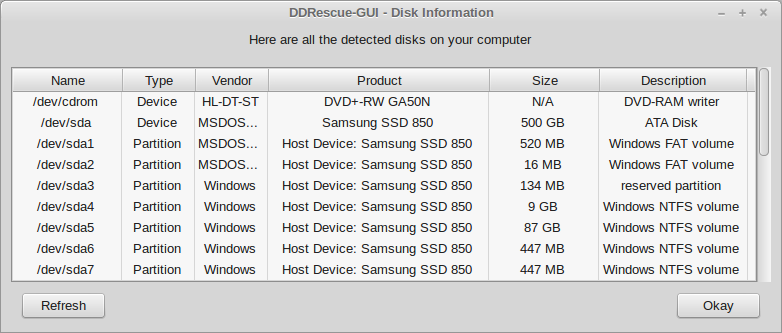 DDRescue-GUI - Disk Information
Here are all the detected disks on your computer
Name Type Vendor Product Size Description
/dev/cdrom Device HL-DT-ST DVD+-RW GA50N N/A DVD-RAM writer
/dev/sda Device MSDOS... Samsung SSD 850 500 GB ATA Disk
/dev/sda1 Partition MSDOS... Host Device: Samsung SSD 850 520 MB Windows FAT volume
/dev/sda2 Partition MSDOS... Host Device: Samsung SSD 850 16 MB Windows FAT volume
/dev/sda3 Partition Windows Host Device: Samsung SSD 850 134 MB reserved partition
/dev/sda4 Partition Windows Host Device: Samsung SSD 850 9 GB Windows NTFS volume
/dev/sda5 Partition Windows Host Device: Samsung SSD 850 87 GB Windows NTFS volume
/dev/sda6 Partition Windows Host Device: Samsung SSD 850 447 MB Windows NTFS volume
/dev/sda7 Partition Windows Host Device: Samsung SSD 850 447 MB Windows NTFS volume
Refresh Okay